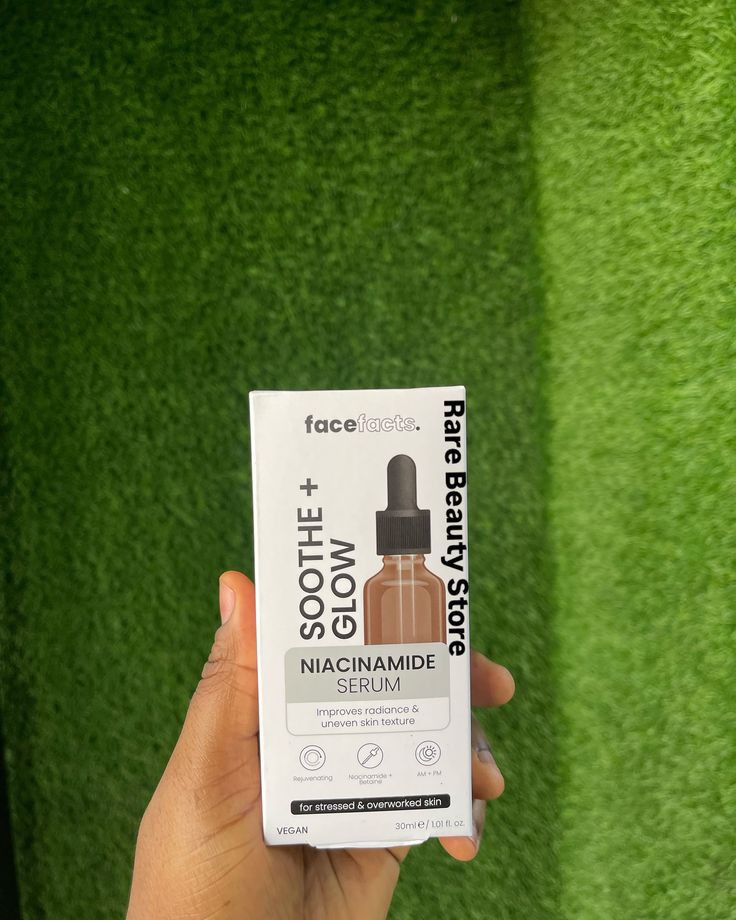 facefacts.
SOOTHE +
GLOW
Rare Beauty Store
NIACINAMIDE
SERUM
Improves radiance &
uneven skin texture
Rejuvenating
Niacinamide +
Betaine
AM + PM
for stressed & overworked skin
VEGAN
30ml ℮ / 1.01 fl. oz.